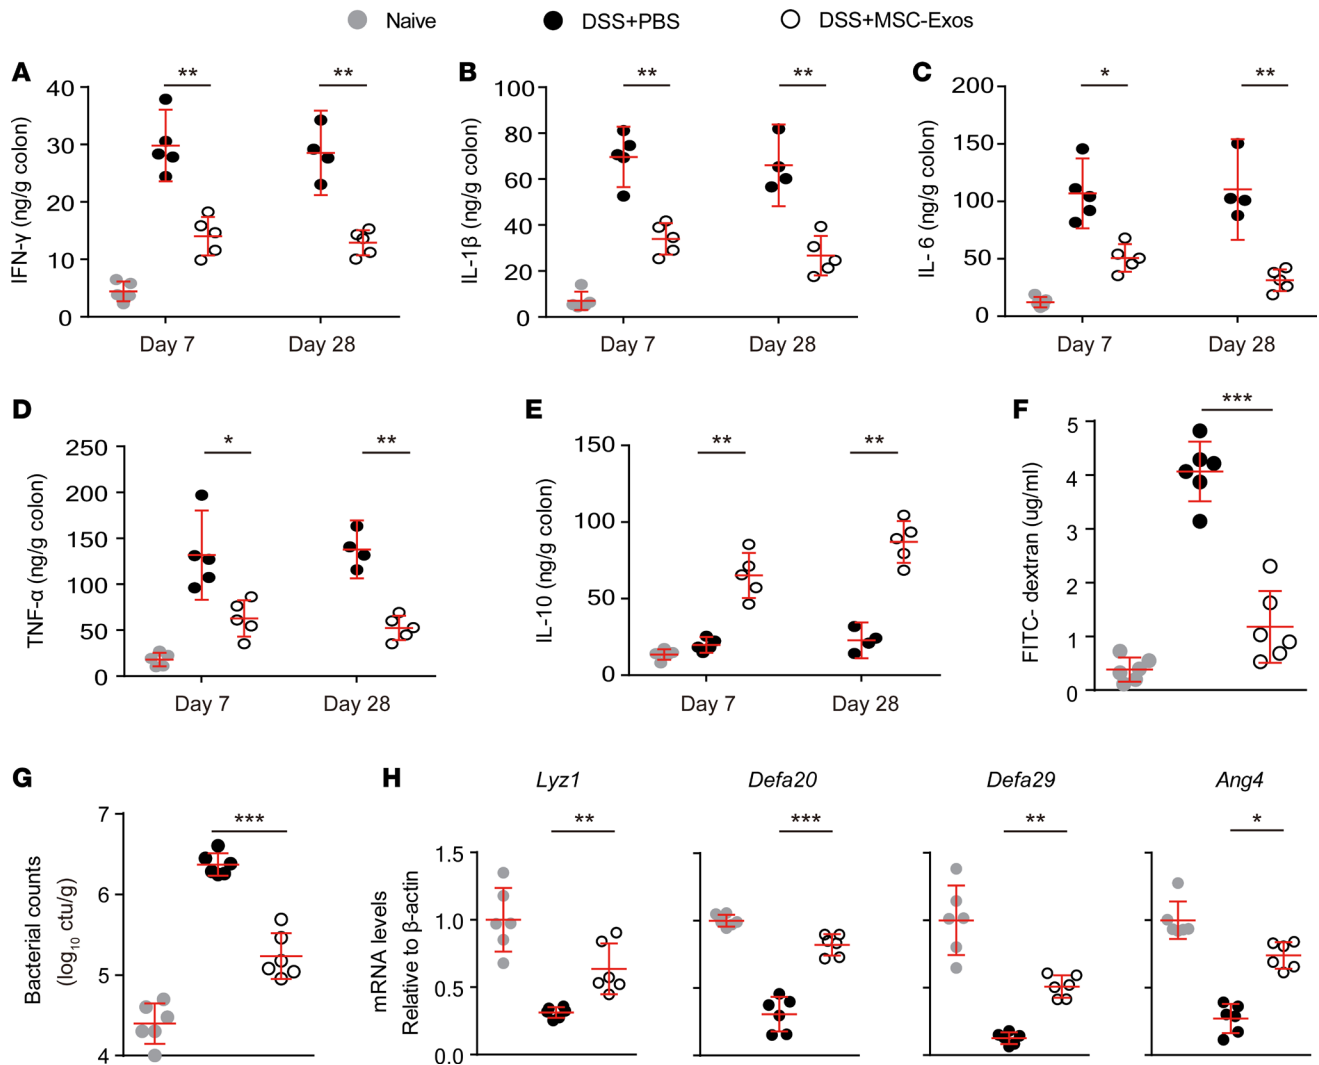 Naive DSS+PBS DSS+MSC-Exos
A
IFN-γ (ng/g colon)
40
30
20
10
0
** **
Day 7 Day 28
B
IL-1β (ng/g colon)
100
80
60
40
20
0
** **
Day 7 Day 28
C
IL- 6 (ng/g colon)
200
150
100
50
0
* **
Day 7 Day 28
D
TNF-α (ng/g colon)
250
200
150
100
50
0
* **
Day 7 Day 28
E
IL-10 (ng/g colon)
150
100
50
0
** **
Day 7 Day 28
F
FITC- dextran (ug/ml)
5
4
3
2
1
0
***
G
Bacterial counts
(log10 ctu/g)
7
6
5
4
***
H
mRNA levels
Relative to β-actin
1.5
1.0
0.5
0.0
Lyz1 Defa20 Defa29 Ang4
** *** ** *